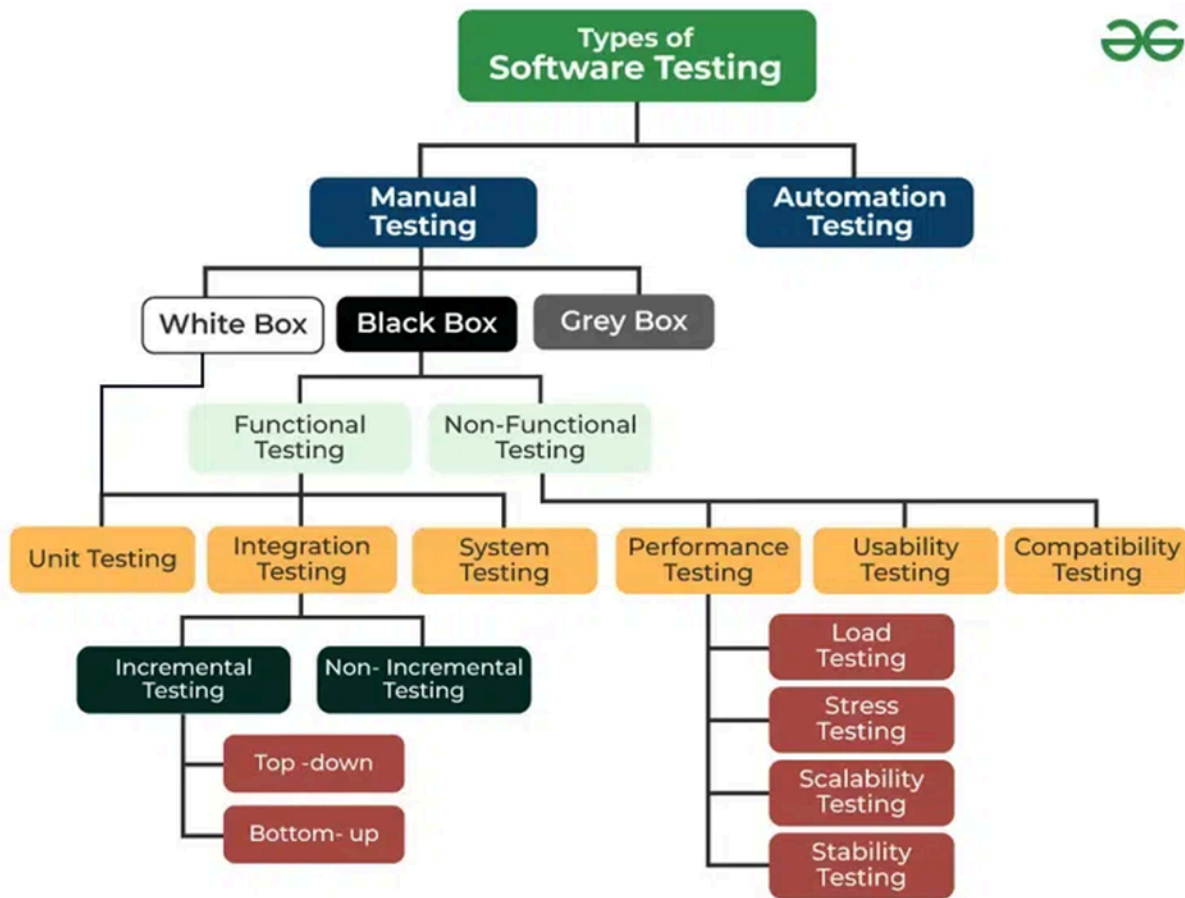 Types of
Software Testing
Manual
Testing
Automation
Testing
White Box
Black Box
Grey Box
Functional
Testing
Non-Functional
Testing
Unit Testing
Integration
Testing
System
Testing
Performance
Testing
Usability
Testing
Compatibility
Testing
Incremental
Testing
Non- Incremental
Testing
Load
Testing
Stress
Testing
Scalability
Testing
Stability
Testing
Top -down
Bottom- up